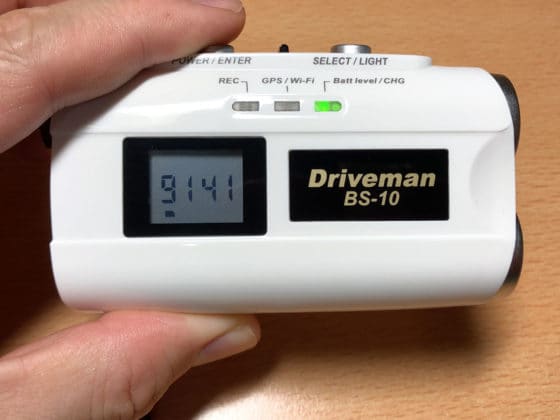 POWER / ENTER
SELECT / LIGHT
REC
GPS / Wi-Fi
Batt level / CHG
9141
Driveman
BS-10